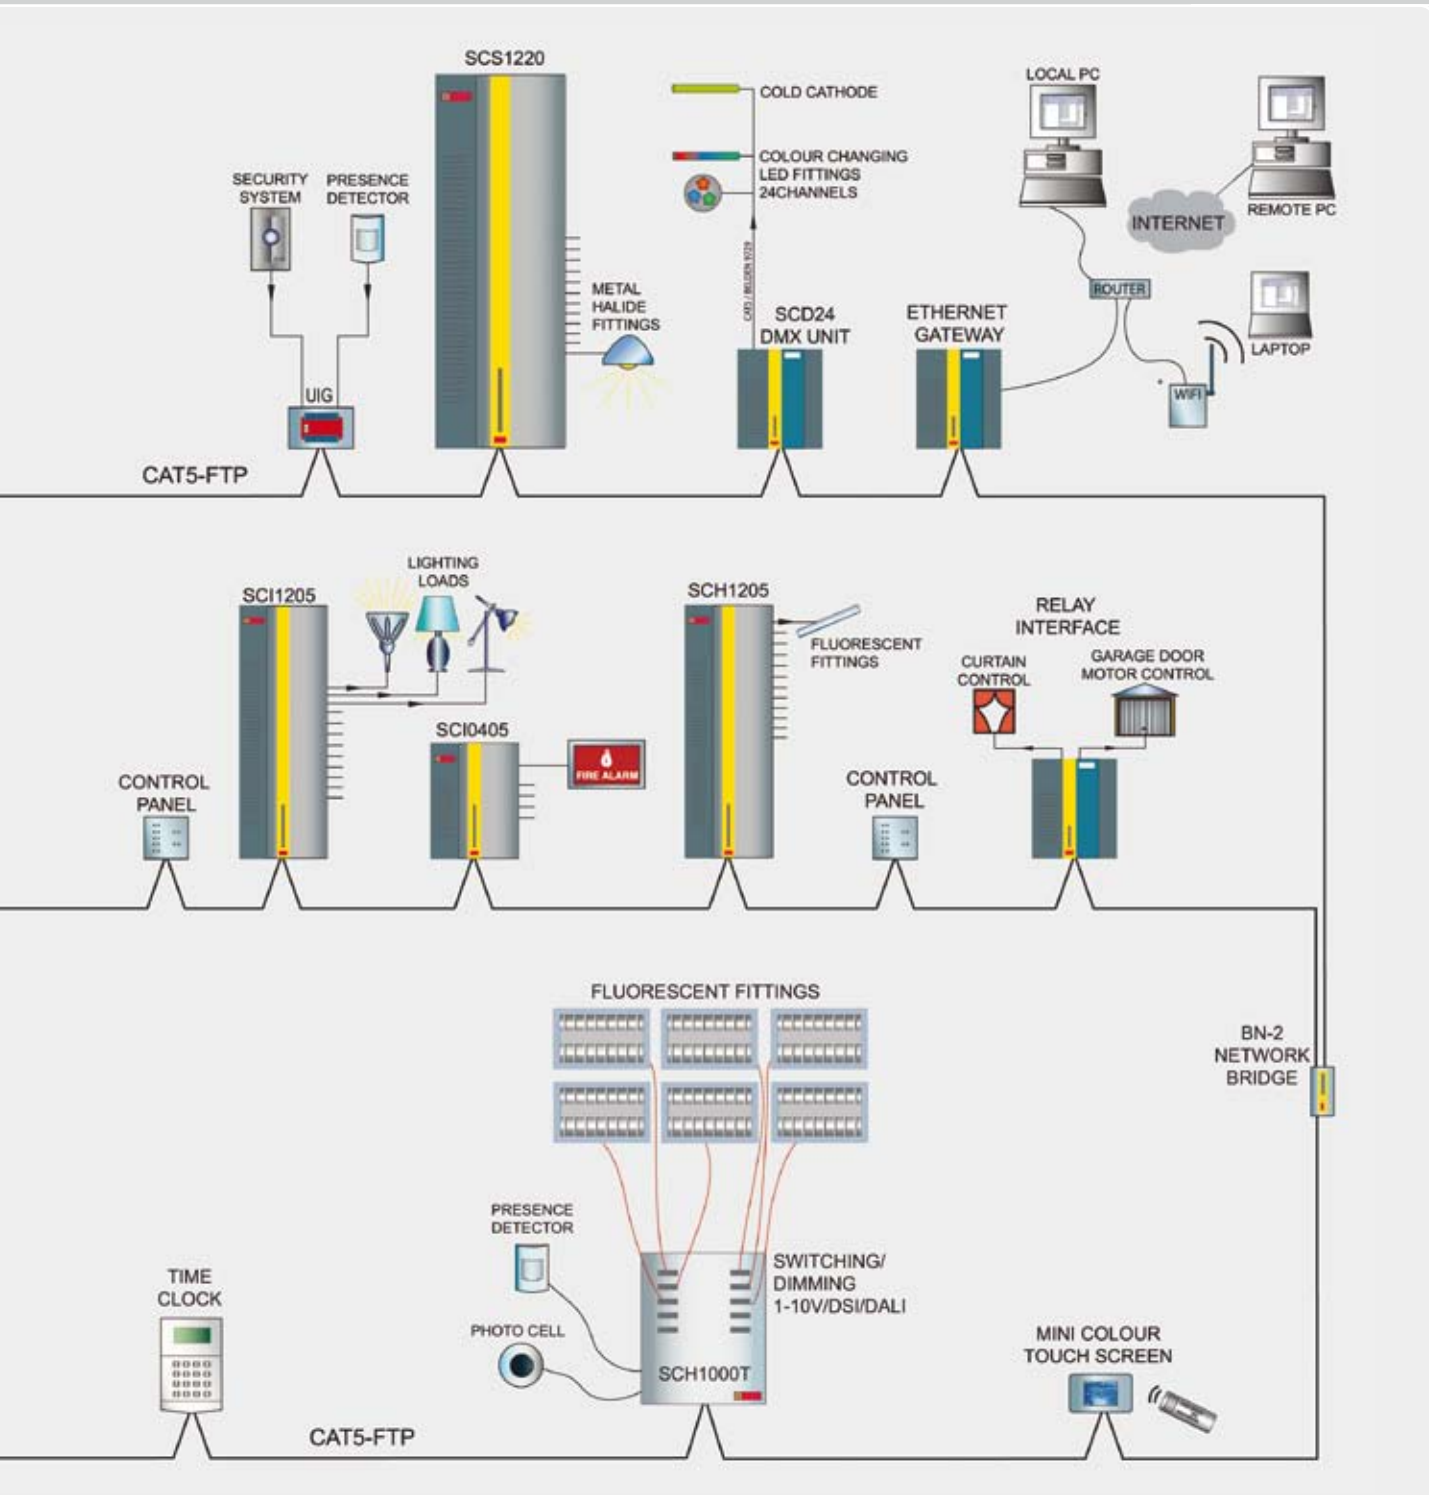 SCS1220
COLD CATHODE
COLOUR CHANGING
LED FITTINGS
24CHANNELS
LOCAL PC
REMOTE PC
INTERNET
SECURITY
SYSTEM
PRESENCE
DETECTOR
METAL
HALIDE
FITTINGS
CAT5 / BELDEN 9729
SCD24
DMX UNIT
ETHERNET
GATEWAY
ROUTER
LAPTOP
WIFI
UIG
CAT5-FTP
SCI1205
LIGHTING
LOADS
SCH1205
FLUORESCENT
FITTINGS
RELAY
INTERFACE
CURTAIN
CONTROL
GARAGE DOOR
MOTOR CONTROL
SCI0405
FIRE ALARM
CONTROL
PANEL
CONTROL
PANEL
FLUORESCENT FITTINGS
BN-2
NETWORK
BRIDGE
PRESENCE
DETECTOR
SWITCHING/
DIMMING
1-10V/DSI/DALI
TIME
CLOCK
PHOTO CELL
SCH1000T
MINI COLOUR
TOUCH SCREEN
CAT5-FTP